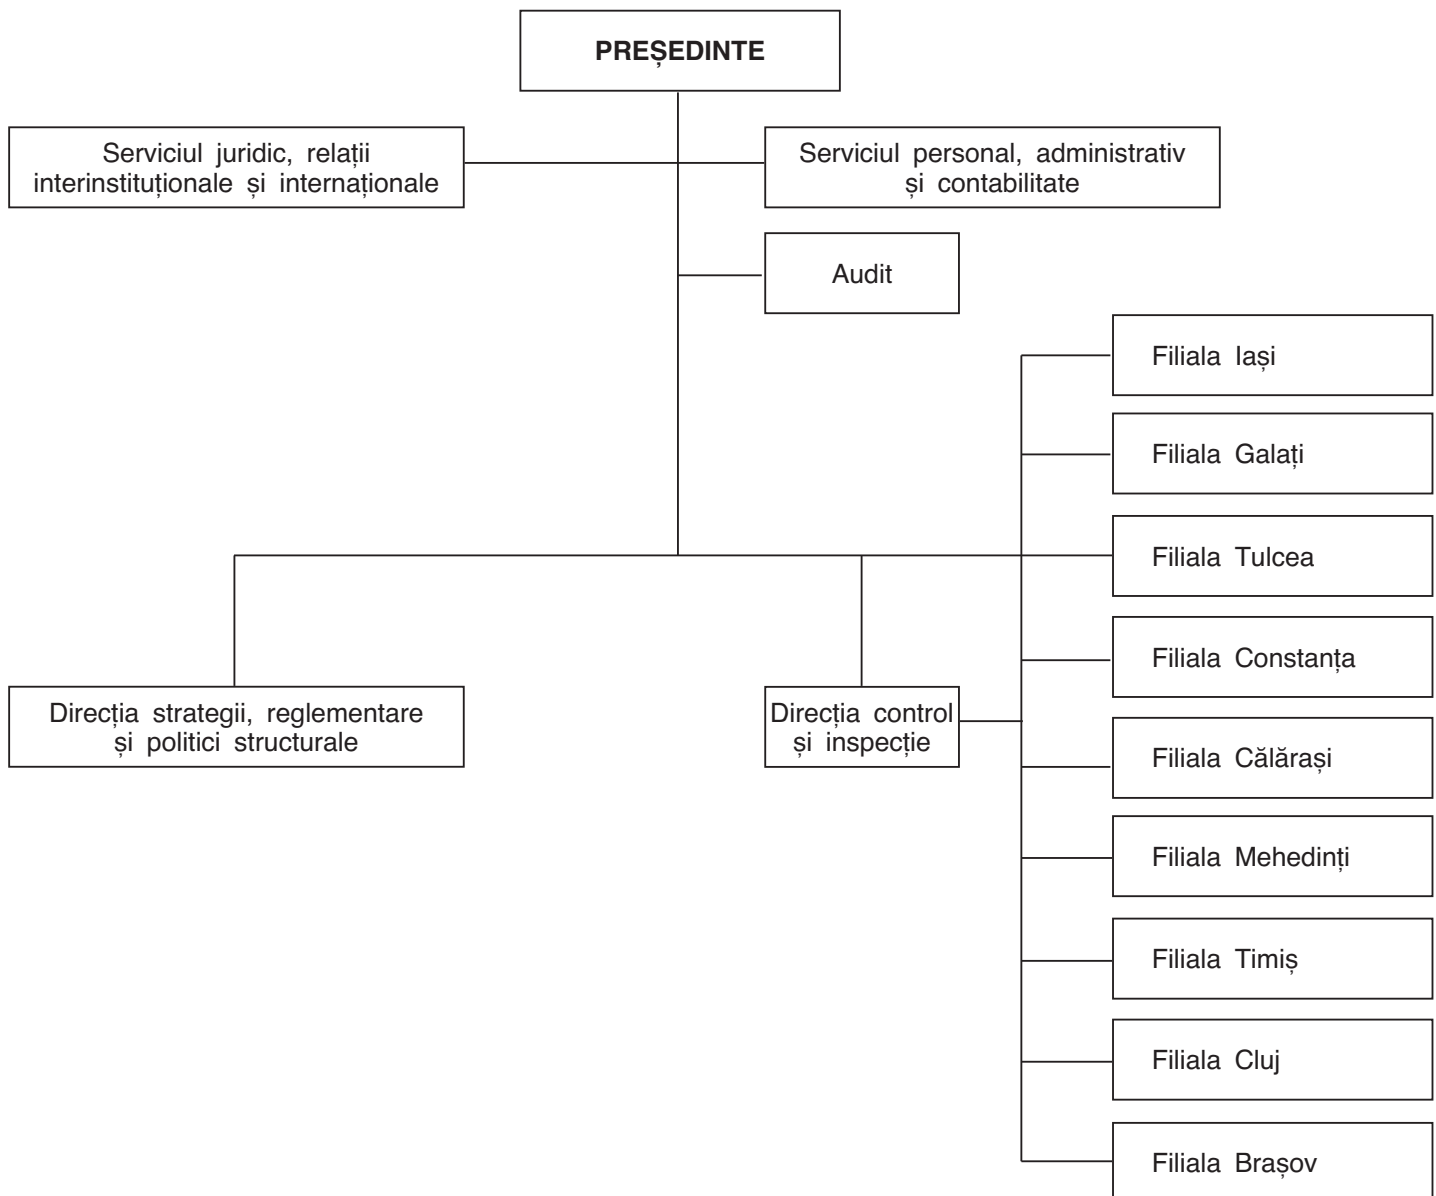 PREȘEDINTE
Serviciul juridic, relații
interinstituționale și internaționale
Serviciul personal, administrativ
și contabilitate
Audit
Filiala Iași
Filiala Galați
Filiala Tulcea
Filiala Constanța
Direcția strategii, reglementare
și politici structurale
Direcția control
și inspecție
Filiala Călărași
Filiala Mehedinți
Filiala Timiș
Filiala Cluj
Filiala Brașov